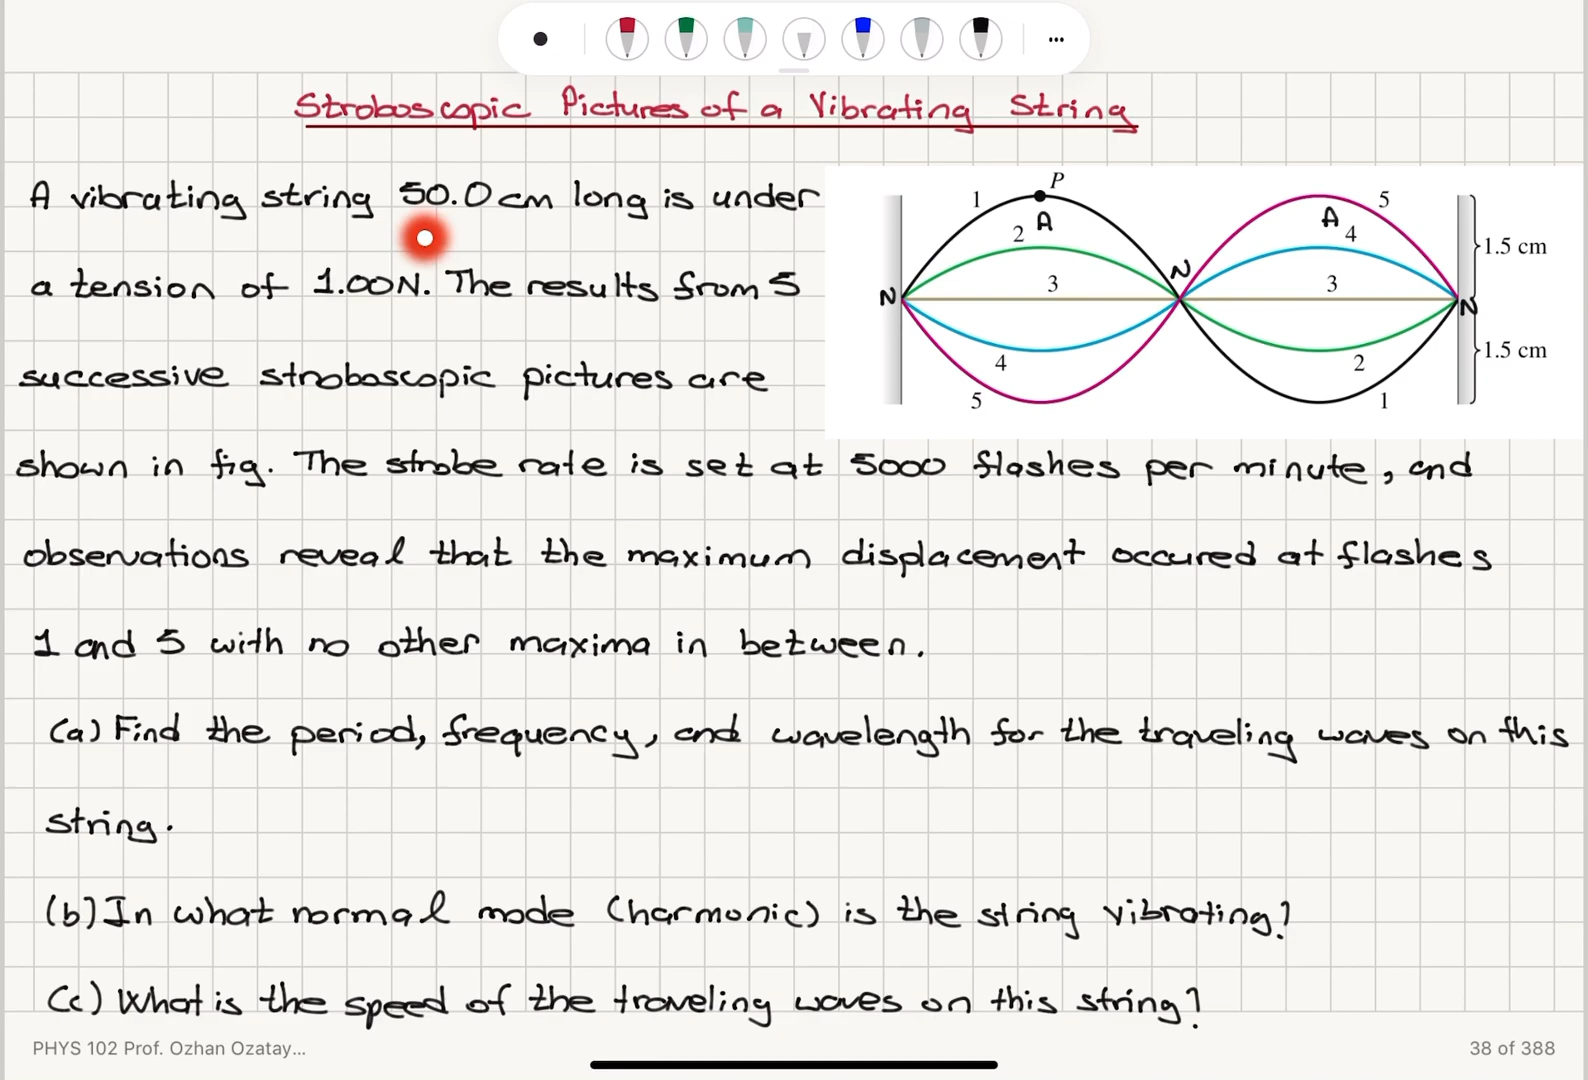 Stroboscopic Pictures of a Vibrating String
A vibrating string 50.0 cm long is under
a tension of 1.00N. The results from 5
successive stroboscopic pictures are
shown in fig. The strobe rate is set at 5000 flashes per minute, and
observations reveal that the maximum displacement occured at flashes
1 and 5 with no other maxima in between.
(a) Find the period, frequency, and wavelength for the traveling waves on this
string.
(b) In what normal mode (harmonic) is the string vibrating?
(c) What is the speed of the traveling waves on this string?
P
1
5
A
A
2
4
1.5 cm
N
3
3
N
N
4
2
1.5 cm
5
1
PHYS 102 Prof. Ozhan Ozatay...
38 of 388